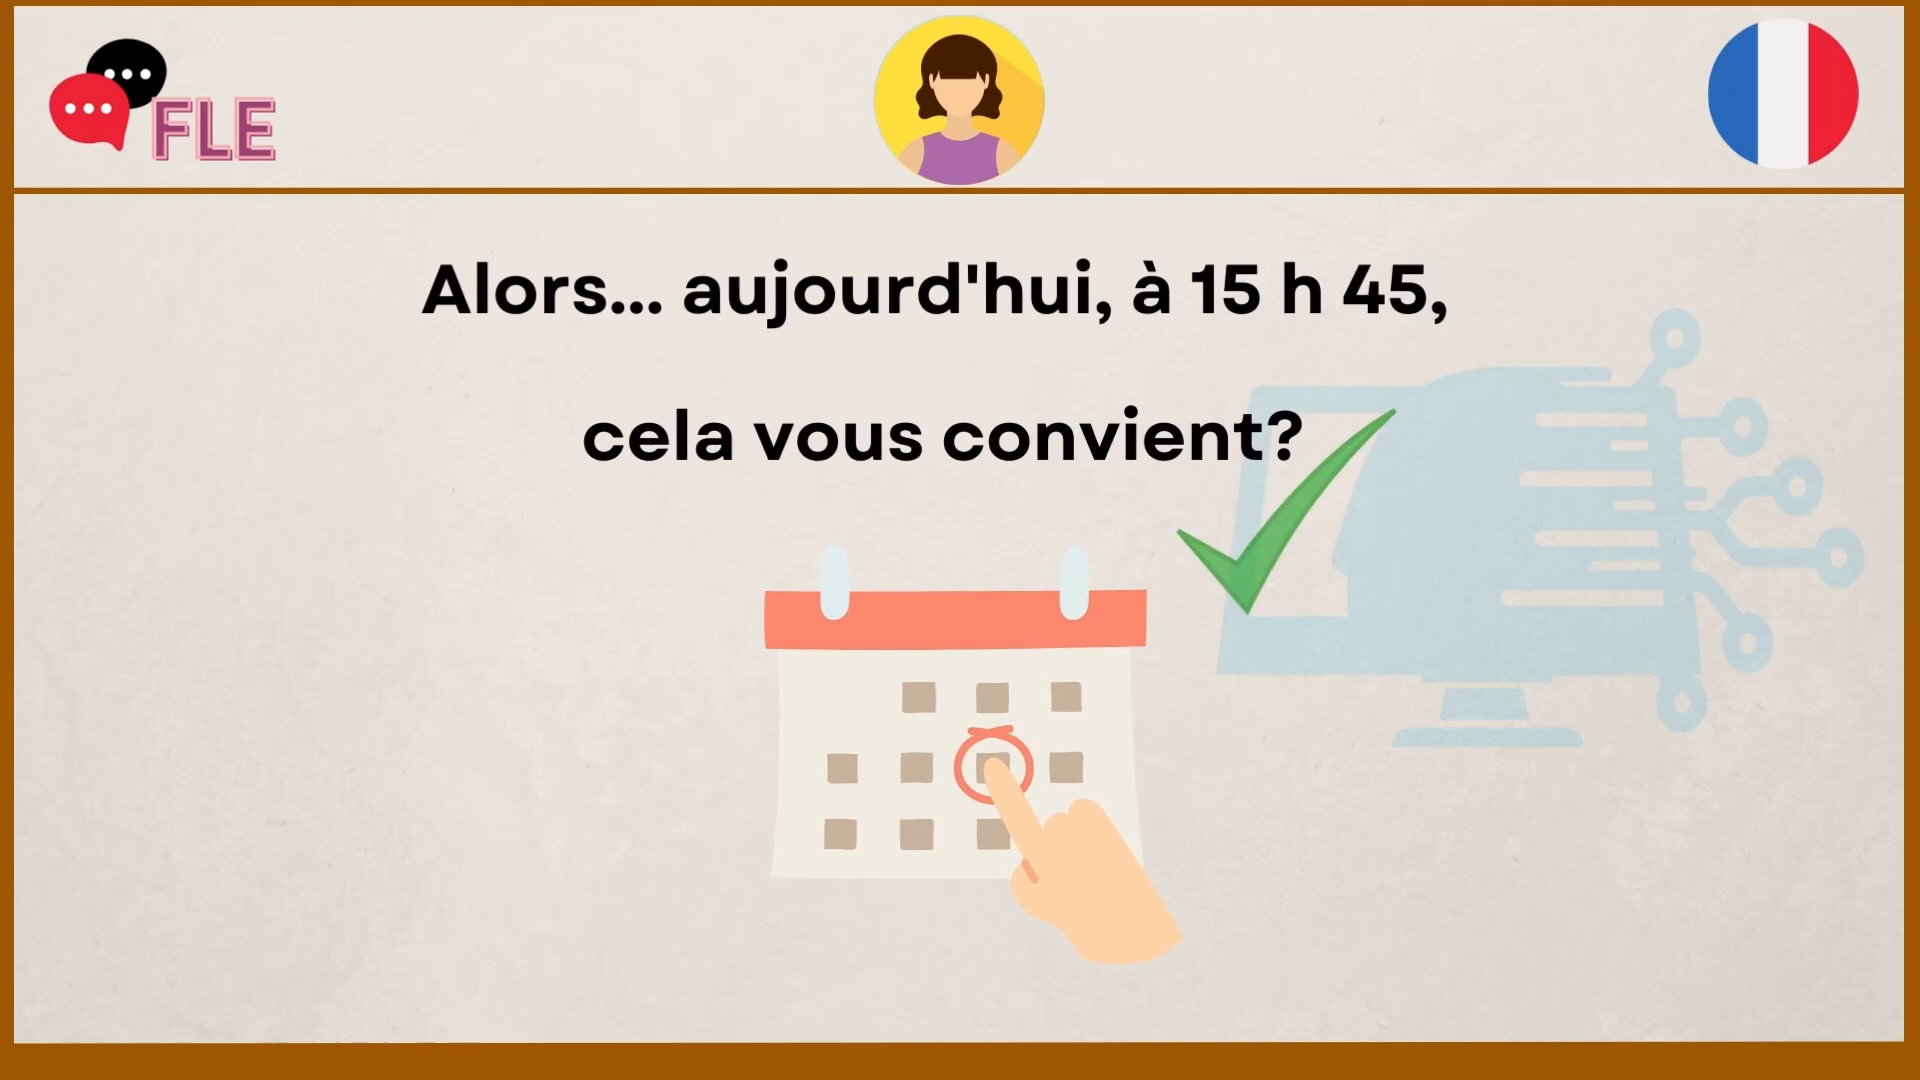 FLE
Alors... aujourd'hui, à 15 h 45,
cela vous convient?